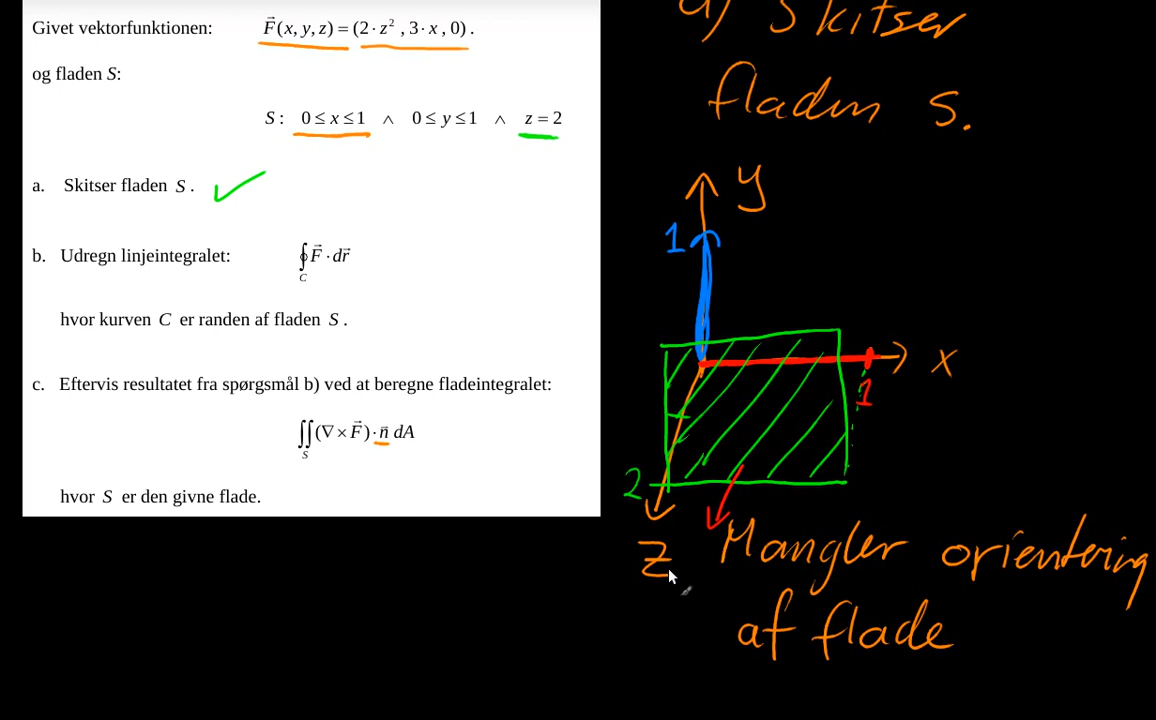 Givet vektorfunktionen: F⃗(x, y, z) = (2·z² , 3·x , 0) .
og fladen S:
S : 0 ≤ x ≤ 1 ∧ 0 ≤ y ≤ 1 ∧ z = 2
a. Skitser fladen S .
b. Udregn linjeintegralet: ∮_C F⃗ · dr⃗
hvor kurven C er randen af fladen S .
c. Eftervis resultatet fra spørgsmål b) ved at beregne fladeintegralet:
∬_S (∇ × F⃗) · n⃗ dA
hvor S er den givne flade.
a) Skitser
fladen S.
y
1
x
1
2
z
Mangler orientering
af flade